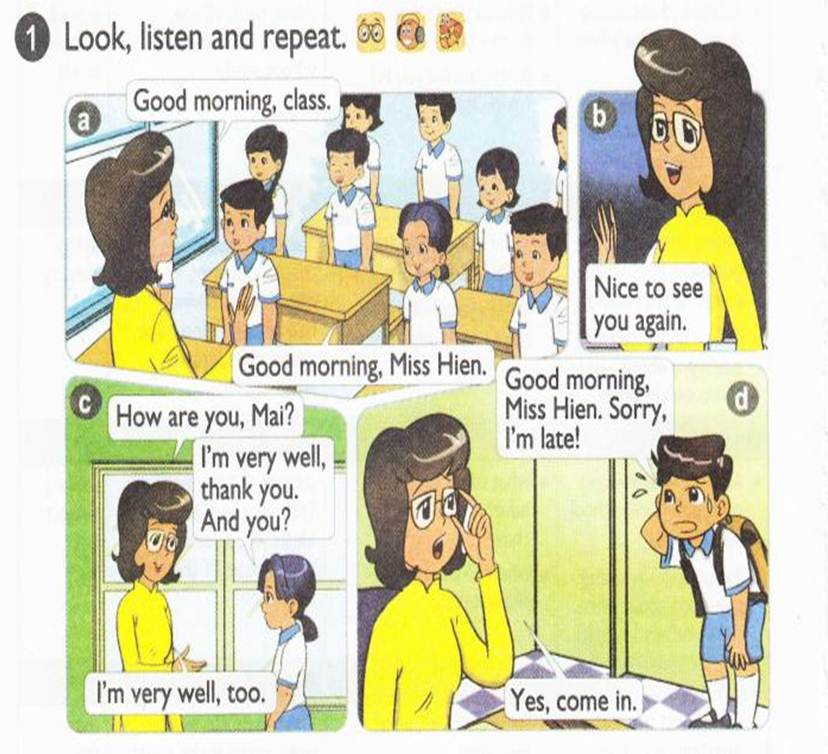 1 Look, listen and repeat.
a
Good morning, class.
Good morning, Miss Hien.
b
Nice to see
you again.
c
How are you, Mai?
I'm very well,
thank you.
And you?
I'm very well, too.
d
Good morning,
Miss Hien. Sorry,
I'm late!
Yes, come in.